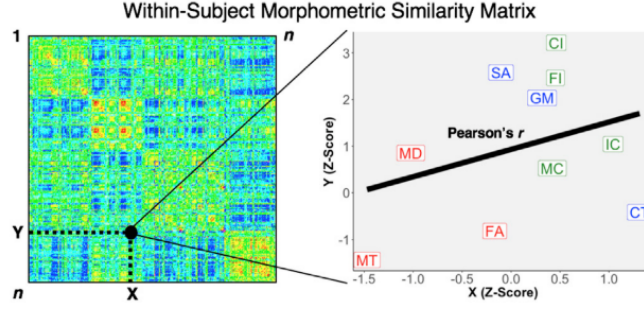 Within-Subject Morphometric Similarity Matrix
1
n
Y
n
X
3
2
1
0
-1
Y (Z-Score)
CI
SA
FI
GM
Pearson's r
IC
MD
MC
CT
FA
MT
-1.5
-1.0
-0.5
0.0
0.5
1.0
X (Z-Score)